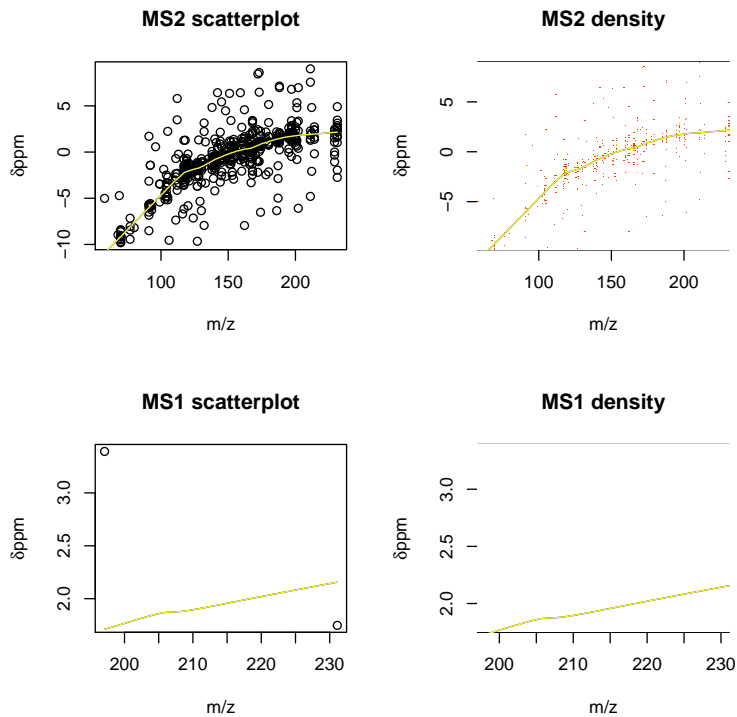 MS2 scatterplot
δppm
5
0
−5
−10
100 150 200
m/z
MS2 density
δppm
5
0
−5
100 150 200
m/z
MS1 scatterplot
δppm
3.0
2.5
2.0
200 210 220 230
m/z
MS1 density
δppm
3.0
2.5
2.0
200 210 220 230
m/z